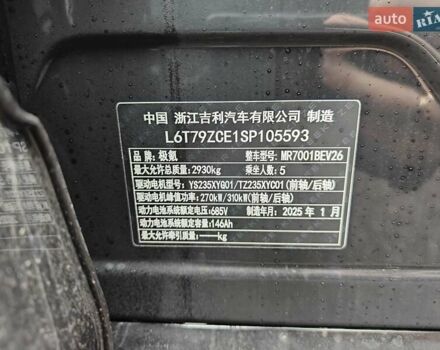 auto RIA
中国 浙江吉利汽车有限公司 制造
L6T79ZCE1SP105593
品牌：极氪 整车型号：MR7001BEV26
最大允许总质量：2930kg 乘坐人数：5
驱动电机型号：YS235XYG01/TZ235XYC01(前轴/后轴)
驱动电机峰值功率：270kW/310kW(前轴/后轴)
动力电池系统额定电压：685V 制造年月：2025 年 1 月
动力电池系统额定容量：146Ah
最大允许牵引质量：——kg